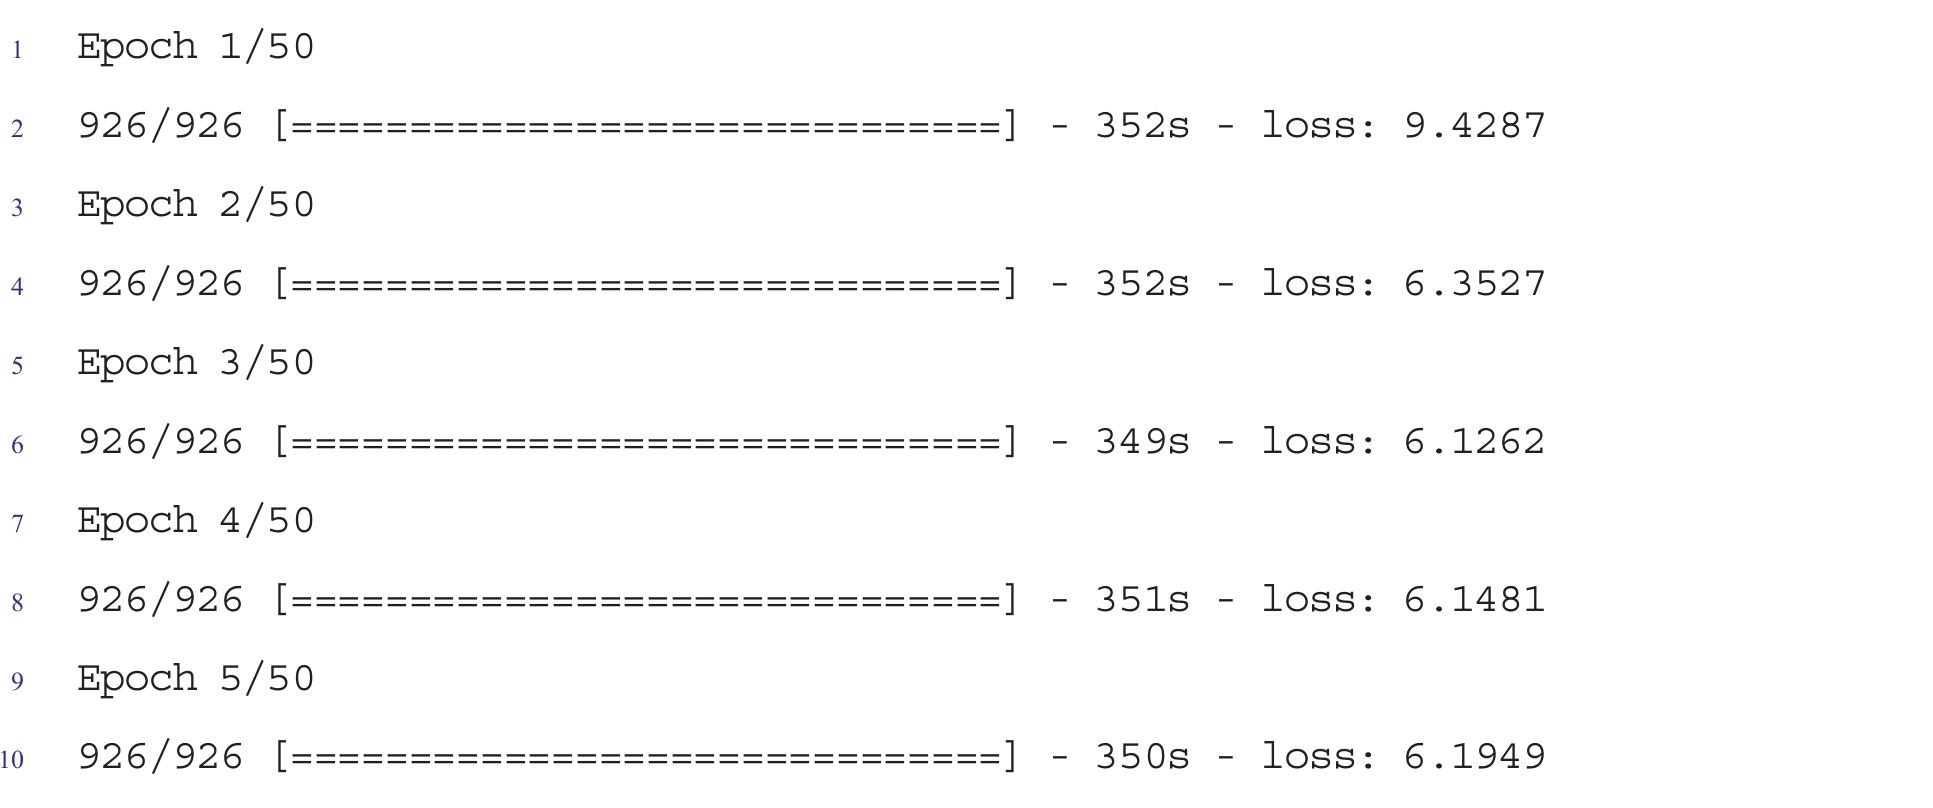 1 Epoch 1/50
2 926/926 [==============================] - 352s - loss: 9.4287
3 Epoch 2/50
4 926/926 [==============================] - 352s - loss: 6.3527
5 Epoch 3/50
6 926/926 [==============================] - 349s - loss: 6.1262
7 Epoch 4/50
8 926/926 [==============================] - 351s - loss: 6.1481
9 Epoch 5/50
10 926/926 [==============================] - 350s - loss: 6.1949